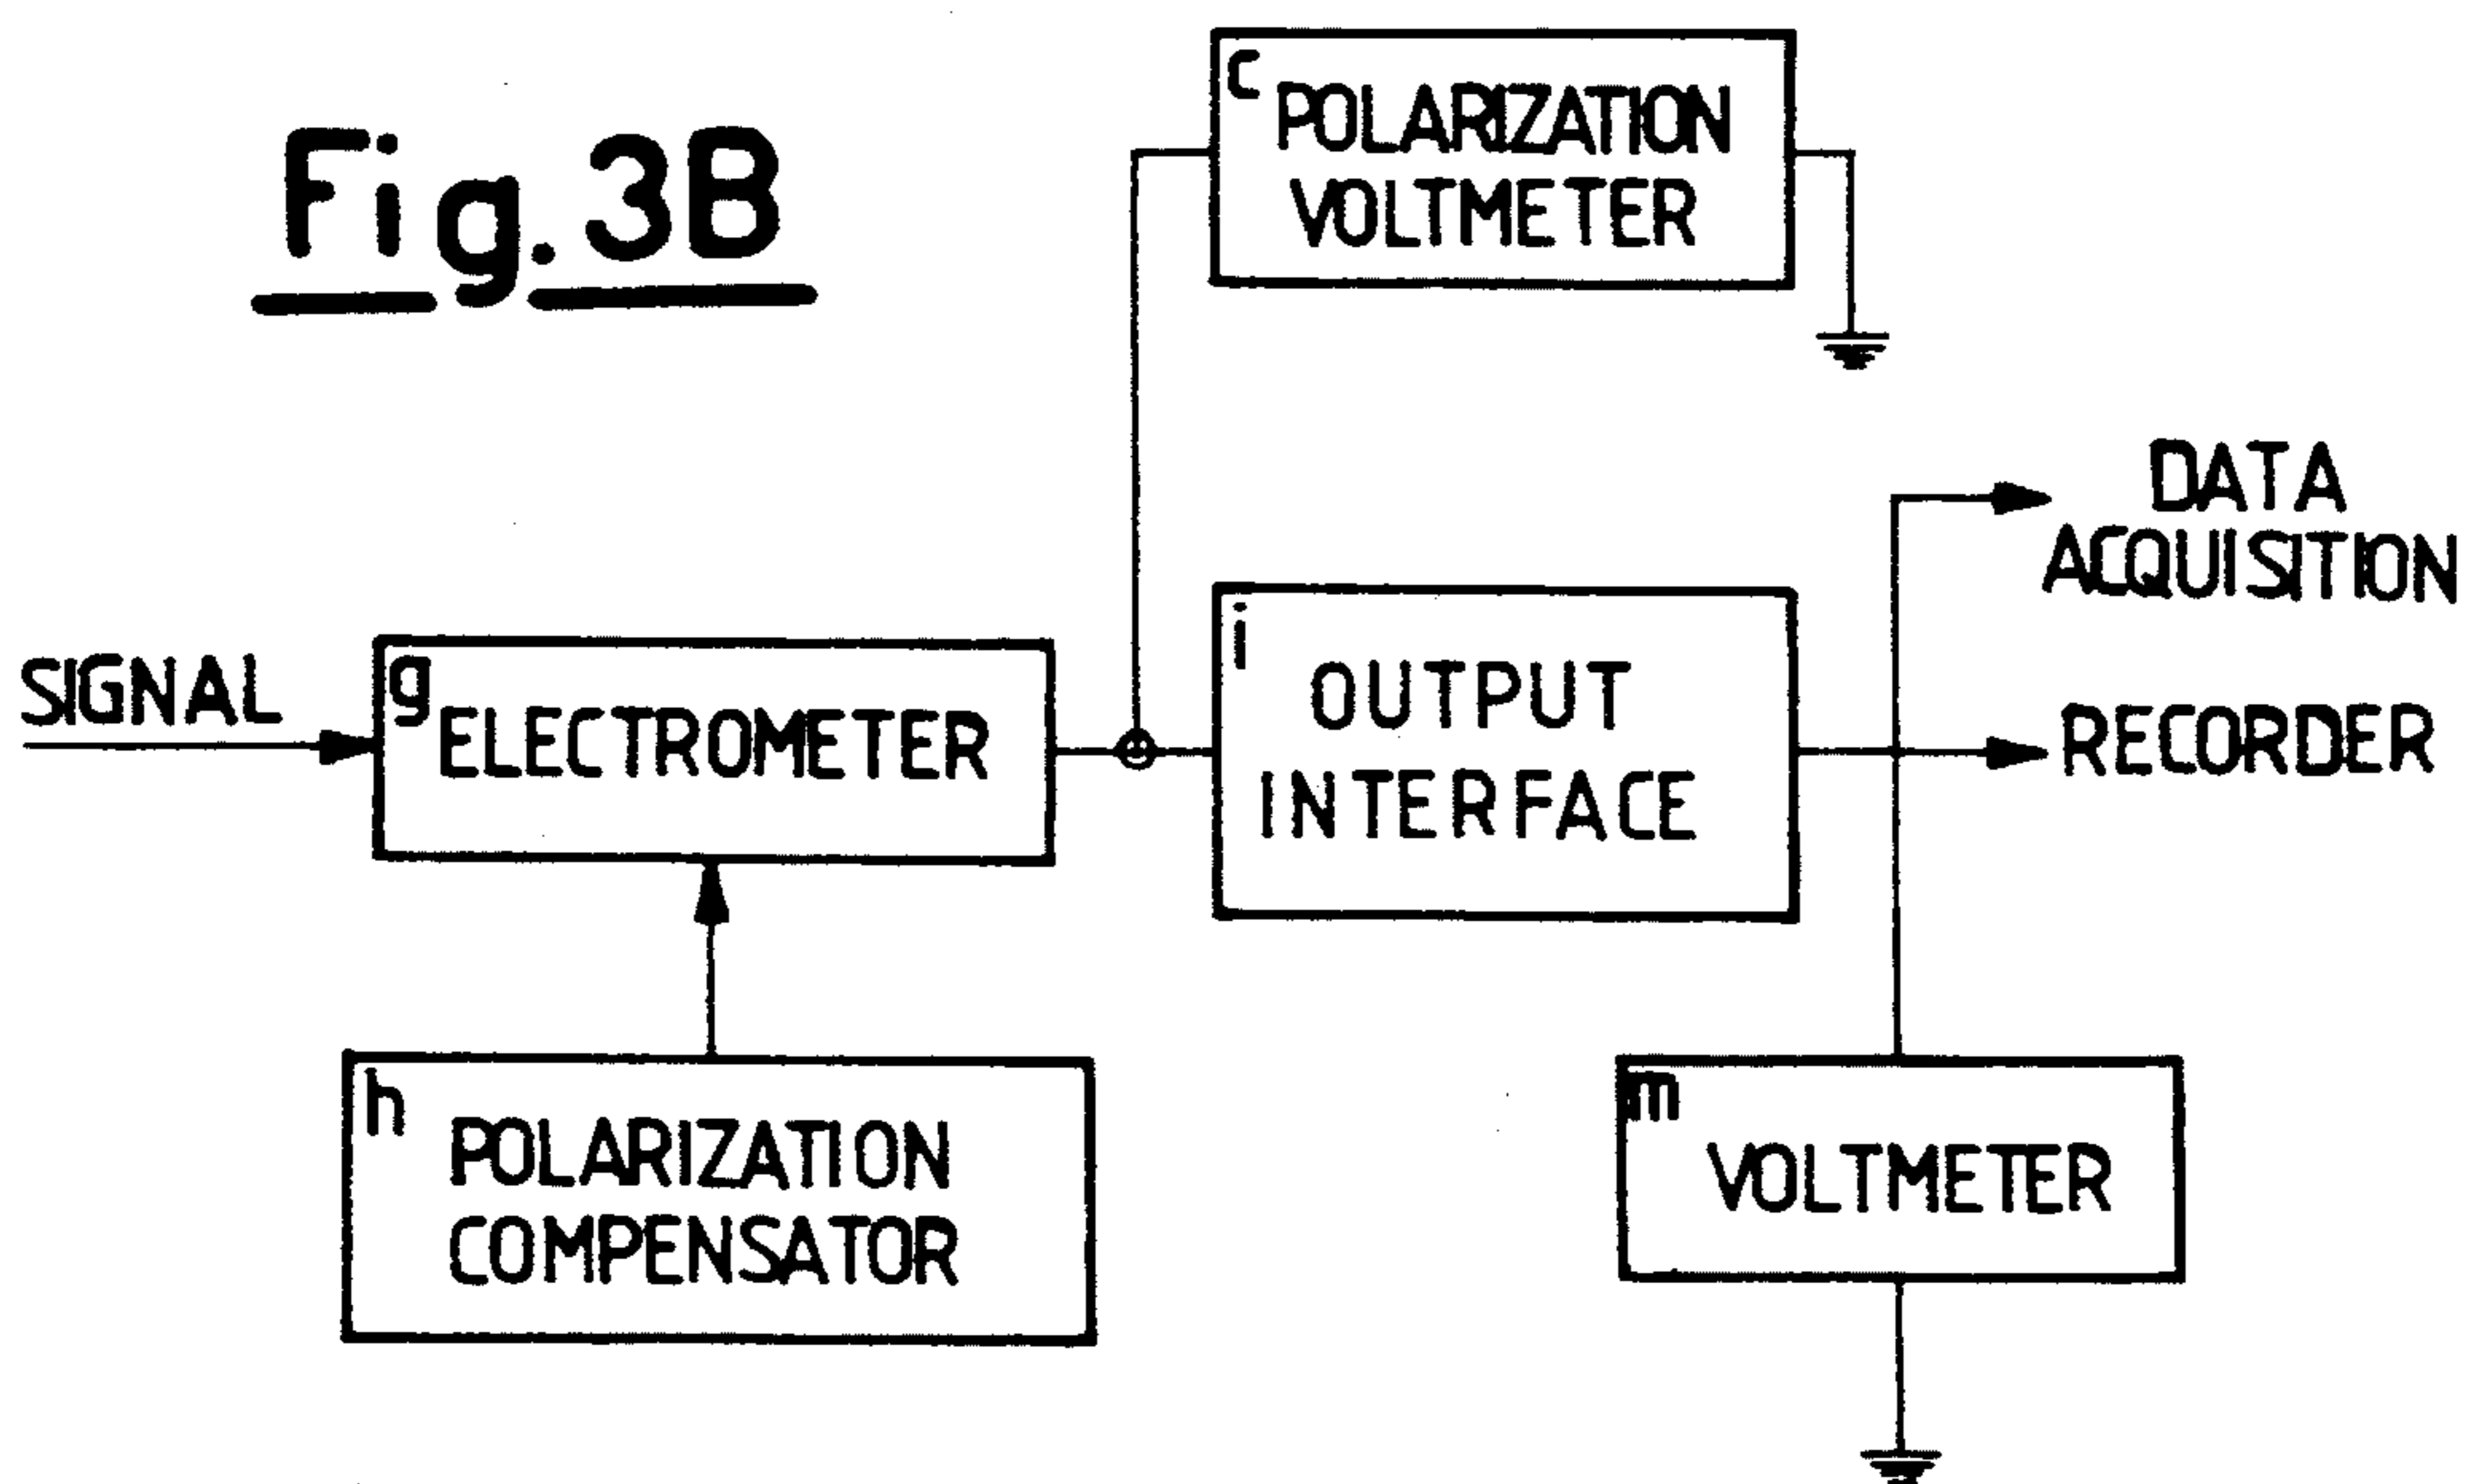 Fig.3B
c
POLARIZATION
VOLTMETER
DATA
ACQUISITION
SIGNAL
g
ELECTROMETER
i
OUTPUT
INTERFACE
RECORDER
h
POLARIZATION
COMPENSATOR
m
VOLTMETER